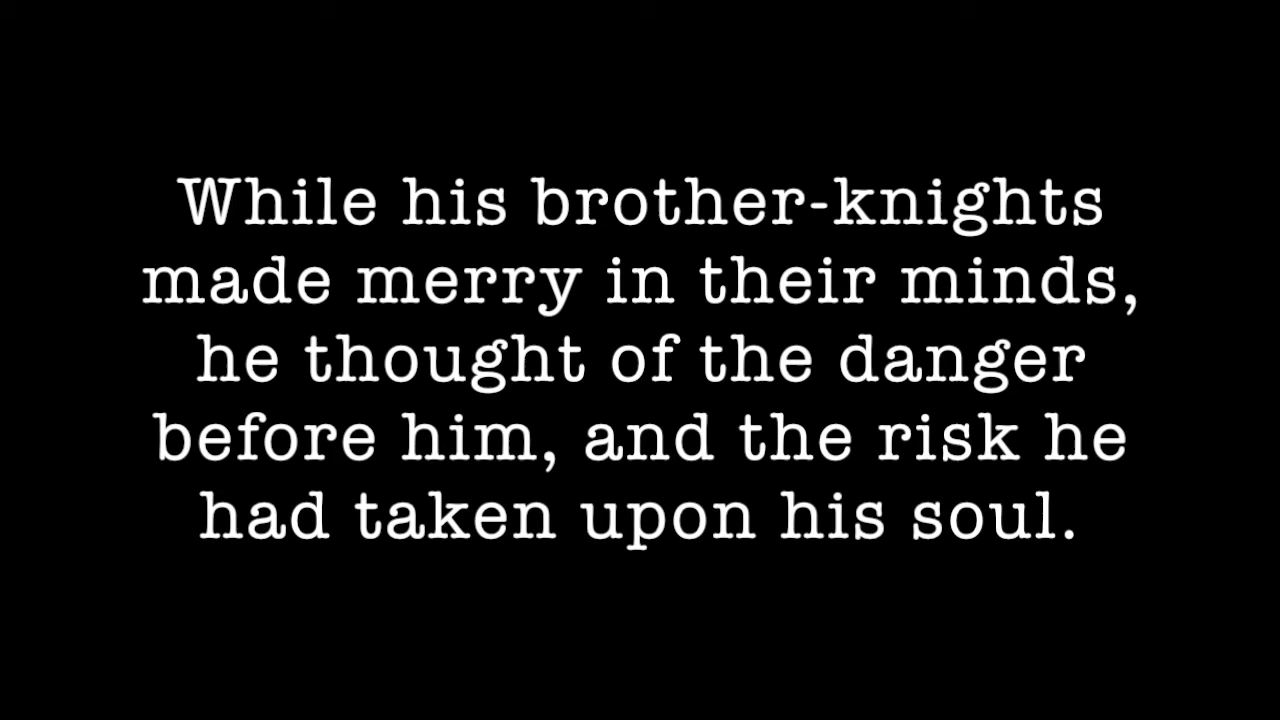 While his brother-knights
made merry in their minds,
he thought of the danger
before him, and the risk he
had taken upon his soul.